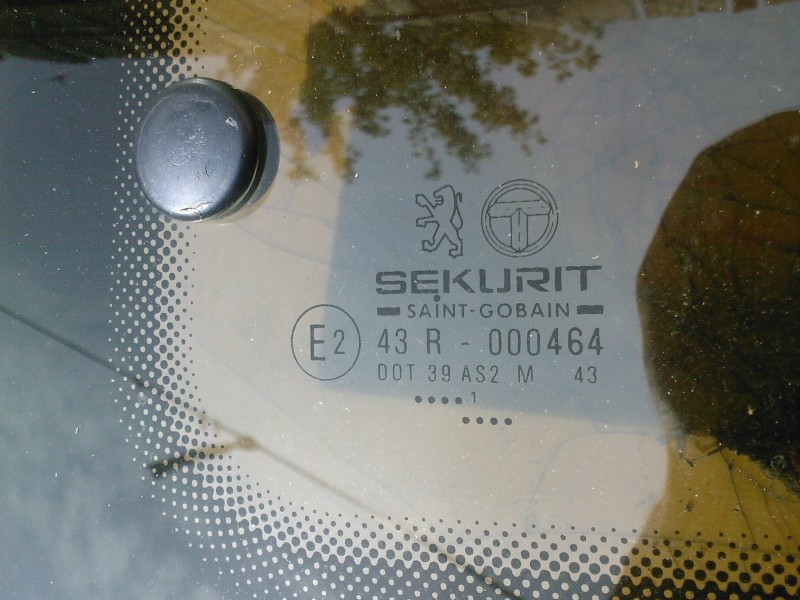 SEKURIT
SAINT-GOBAIN
E2 43 R - 000464
DOT 39 AS2 M 43
1